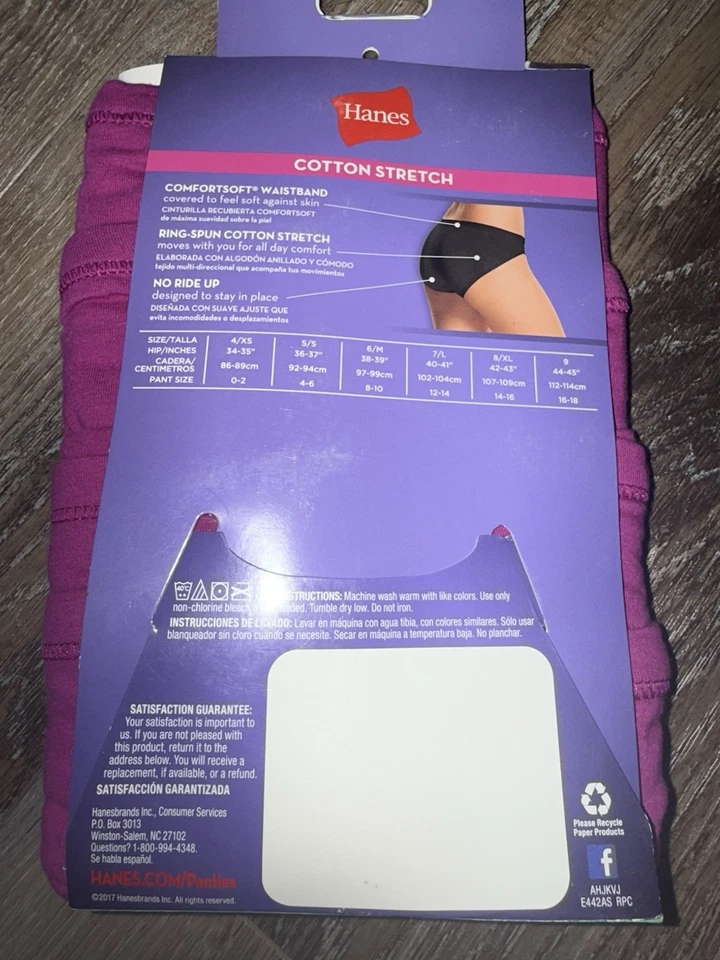 Hanes
COTTON STRETCH
COMFORTSOFT® WAISTBAND
covered to feel soft against skin
CINTURILLA RECUBIERTA COMFORTSOFT
de máxima suavidad sobre la piel
RING-SPUN COTTON STRETCH
moves with you for all day comfort
ELABORADA CON ALGODÓN ANILLADO Y CÓMODO
tejido multi-direccional que acompaña tus movimientos
NO RIDE UP
designed to stay in place
DISEÑADA CON SUAVE AJUSTE QUE
evita incomodidades o desplazamientos
SIZE/TALLA 4/XS 5/S 6/M 7/L 8/XL 9
HIP/INCHES 34-35" 36-37" 38-39" 40-41" 42-43" 44-45"
CADERA/
CENTIMETROS 86-89cm 92-94cm 97-99cm 102-104cm 107-109cm 112-114cm
PANT SIZE 0-2 4-6 8-10 12-14 14-16 16-18
40°C
STRUCTIONS: Machine wash warm with like colors. Use only
non-chlorine bleach eded. Tumble dry low. Do not iron.
INSTRUCCIONES DE LAVADO: Lavar en máquina con agua tibia, con colores similares. Sólo usar
blanqueador sin cloro cuando se necesite. Secar en máquina a temperatura baja. No planchar.
SATISFACTION GUARANTEE:
Your satisfaction is important to
us. If you are not pleased with
this product, return it to the
address below. You will receive a
replacement, if available, or a refund.
SATISFACCIÓN GARANTIZADA
Hanesbrands Inc., Consumer Services
P.O. Box 3013
Winston-Salem, NC 27102
Questions? 1-800-994-4348.
Se habla español.
HANES.COM/Panties
©2017 Hanesbrands Inc. All rights reserved.
Please Recycle
Paper Products
f
AHJKVJ
E442AS RPC